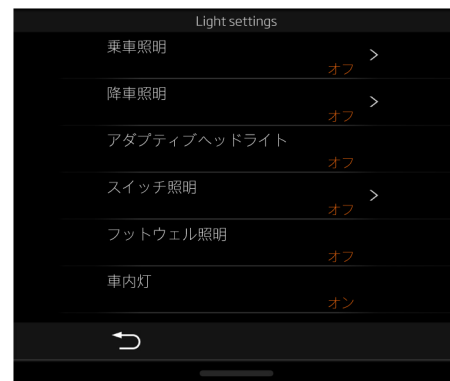 Light settings
乗車照明
オフ
降車照明
オフ
アダプティブヘッドライト
オフ
スイッチ照明
オフ
フットウェル照明
オフ
車内灯
オン